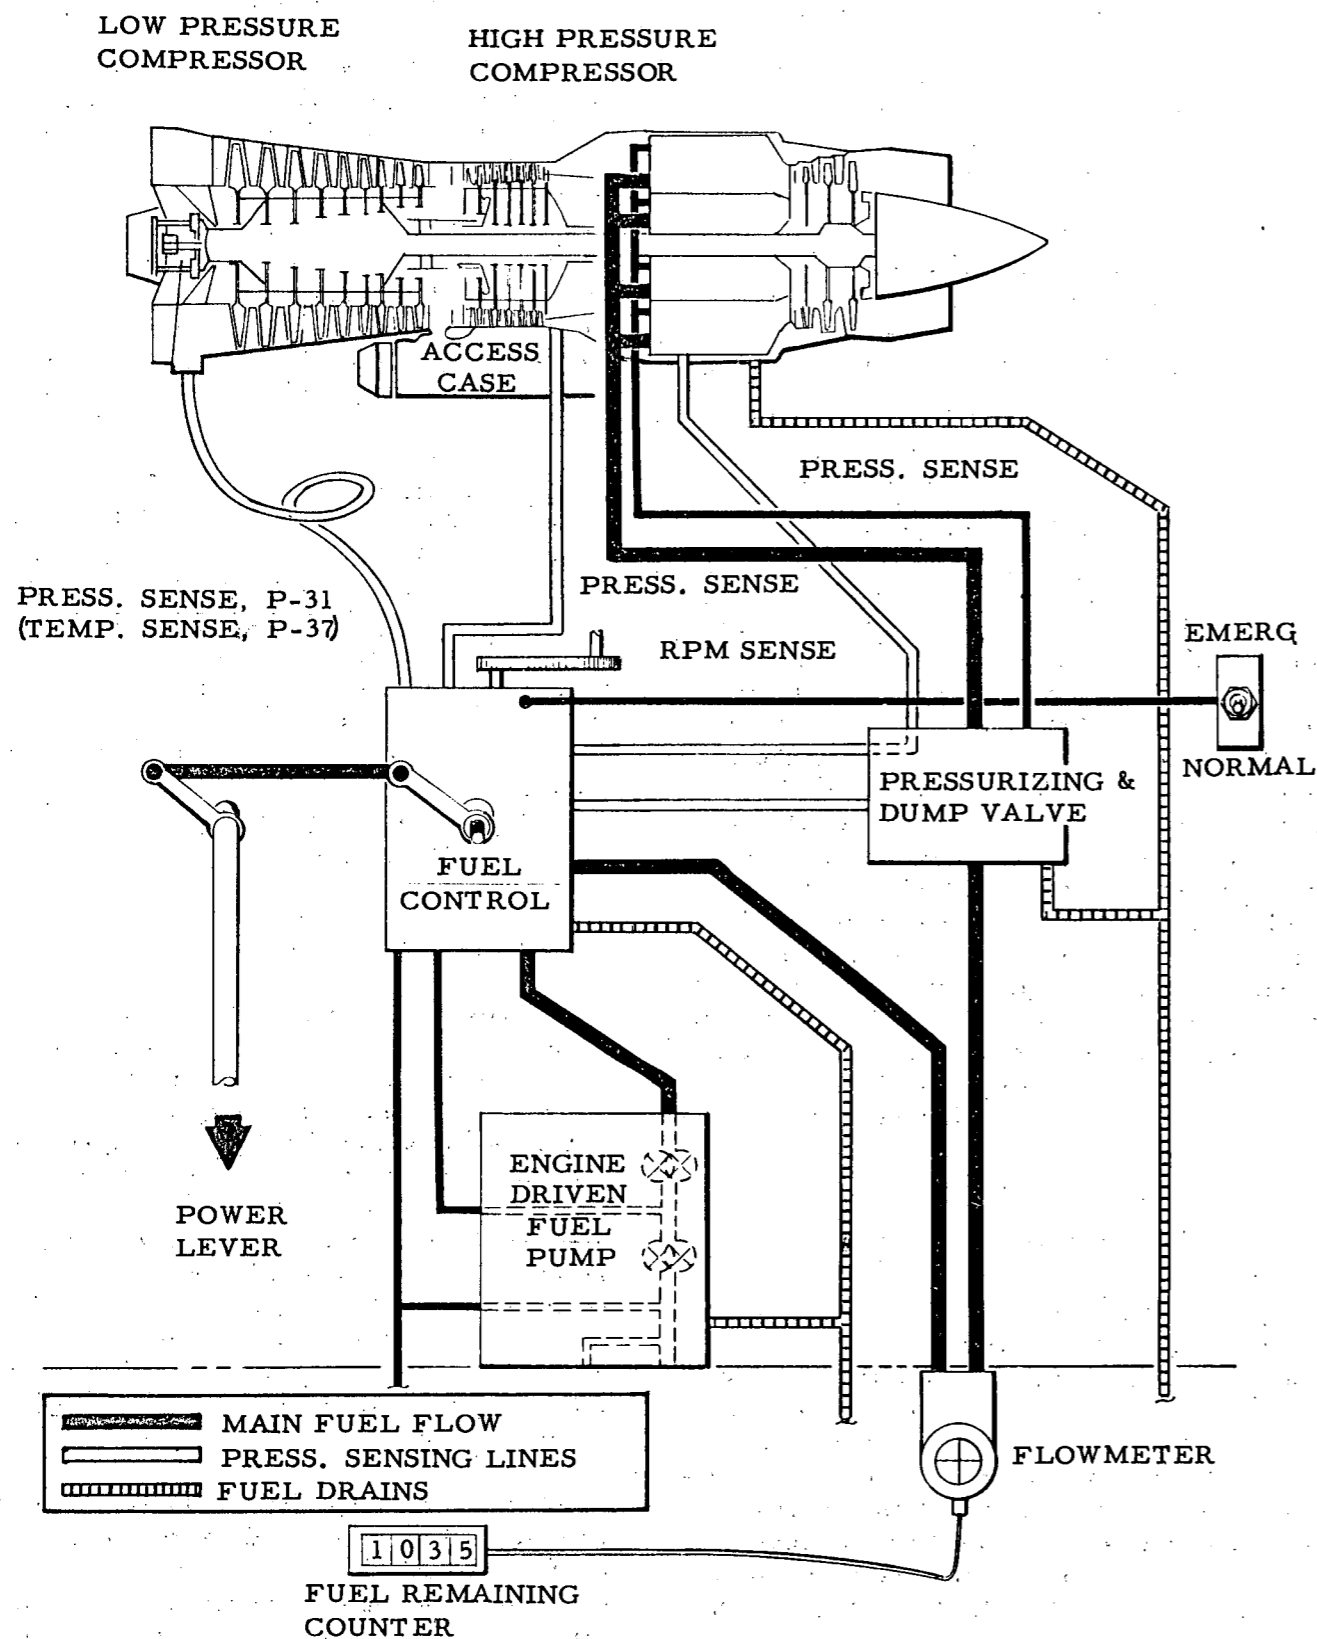 LOW PRESSURE
COMPRESSOR
HIGH PRESSURE
COMPRESSOR
ACCESS
CASE
PRESS. SENSE
PRESS. SENSE
PRESS. SENSE, P-31
(TEMP. SENSE, P-37)
RPM SENSE
EMERG
NORMAL
PRESSURIZING &
DUMP VALVE
FUEL
CONTROL
ENGINE
DRIVEN
FUEL
PUMP
POWER
LEVER
MAIN FUEL FLOW
PRESS. SENSING LINES
FUEL DRAINS
FLOWMETER
1035
FUEL REMAINING
COUNTER